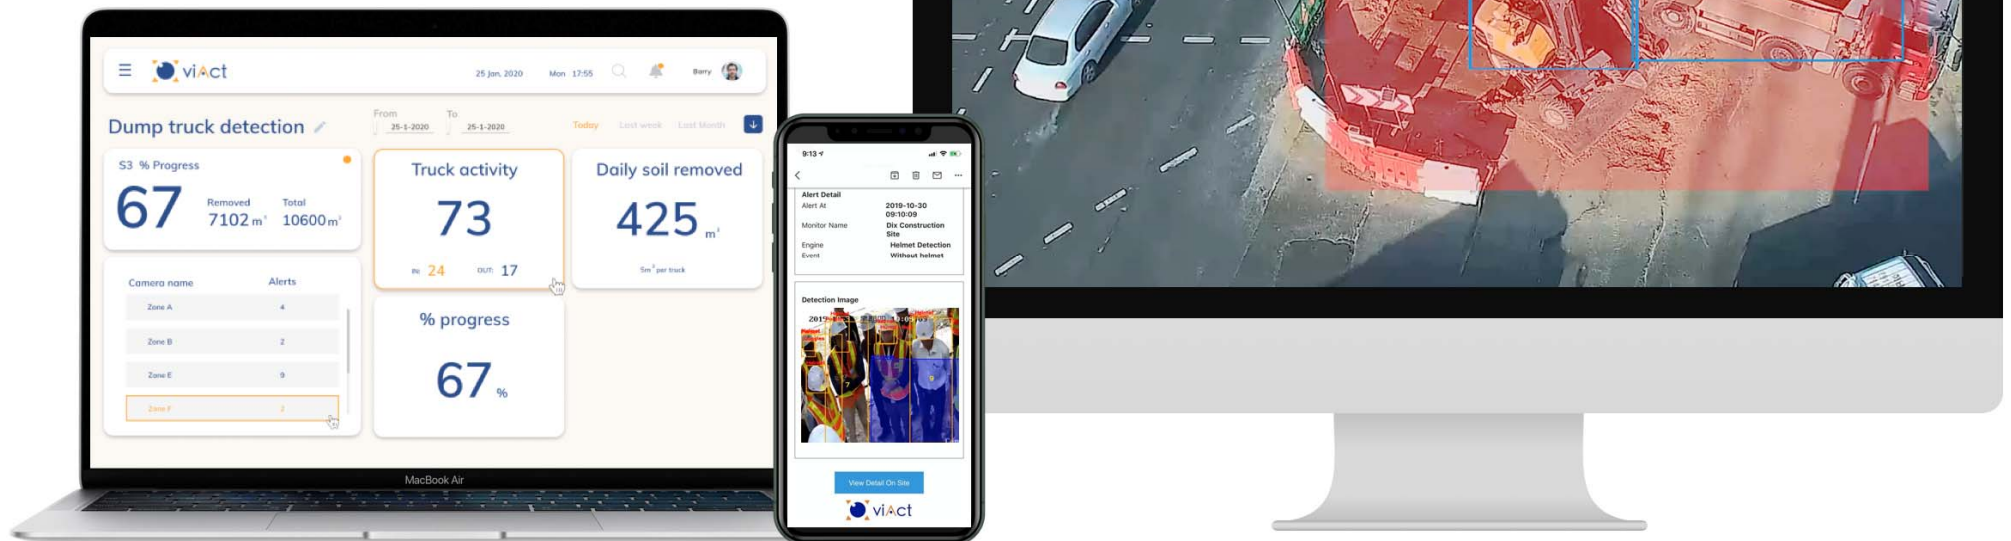 viAct
25 Jan, 2020 Mon 17:55 Barry
Dump truck detection
From To
25-1-2020 25-1-2020
Today Last week Last Month
S3 % Progress
67
Removed Total
7102 m³ 10600 m³
Truck activity
73
IN: 24 OUT: 17
Daily soil removed
425 m³
5m³ per truck
Camera name Alerts
Zone A 4
Zone B 2
Zone E 9
Zone F 2
% progress
67 %
MacBook Air
9:13
Alert Detail
Alert At 2019-10-30
09:10:09
Monitor Name Dix Construction
Site
Engine Helmet Detection
Event Without helmet
Detection Image
7
9
View Detail On Site
viAct